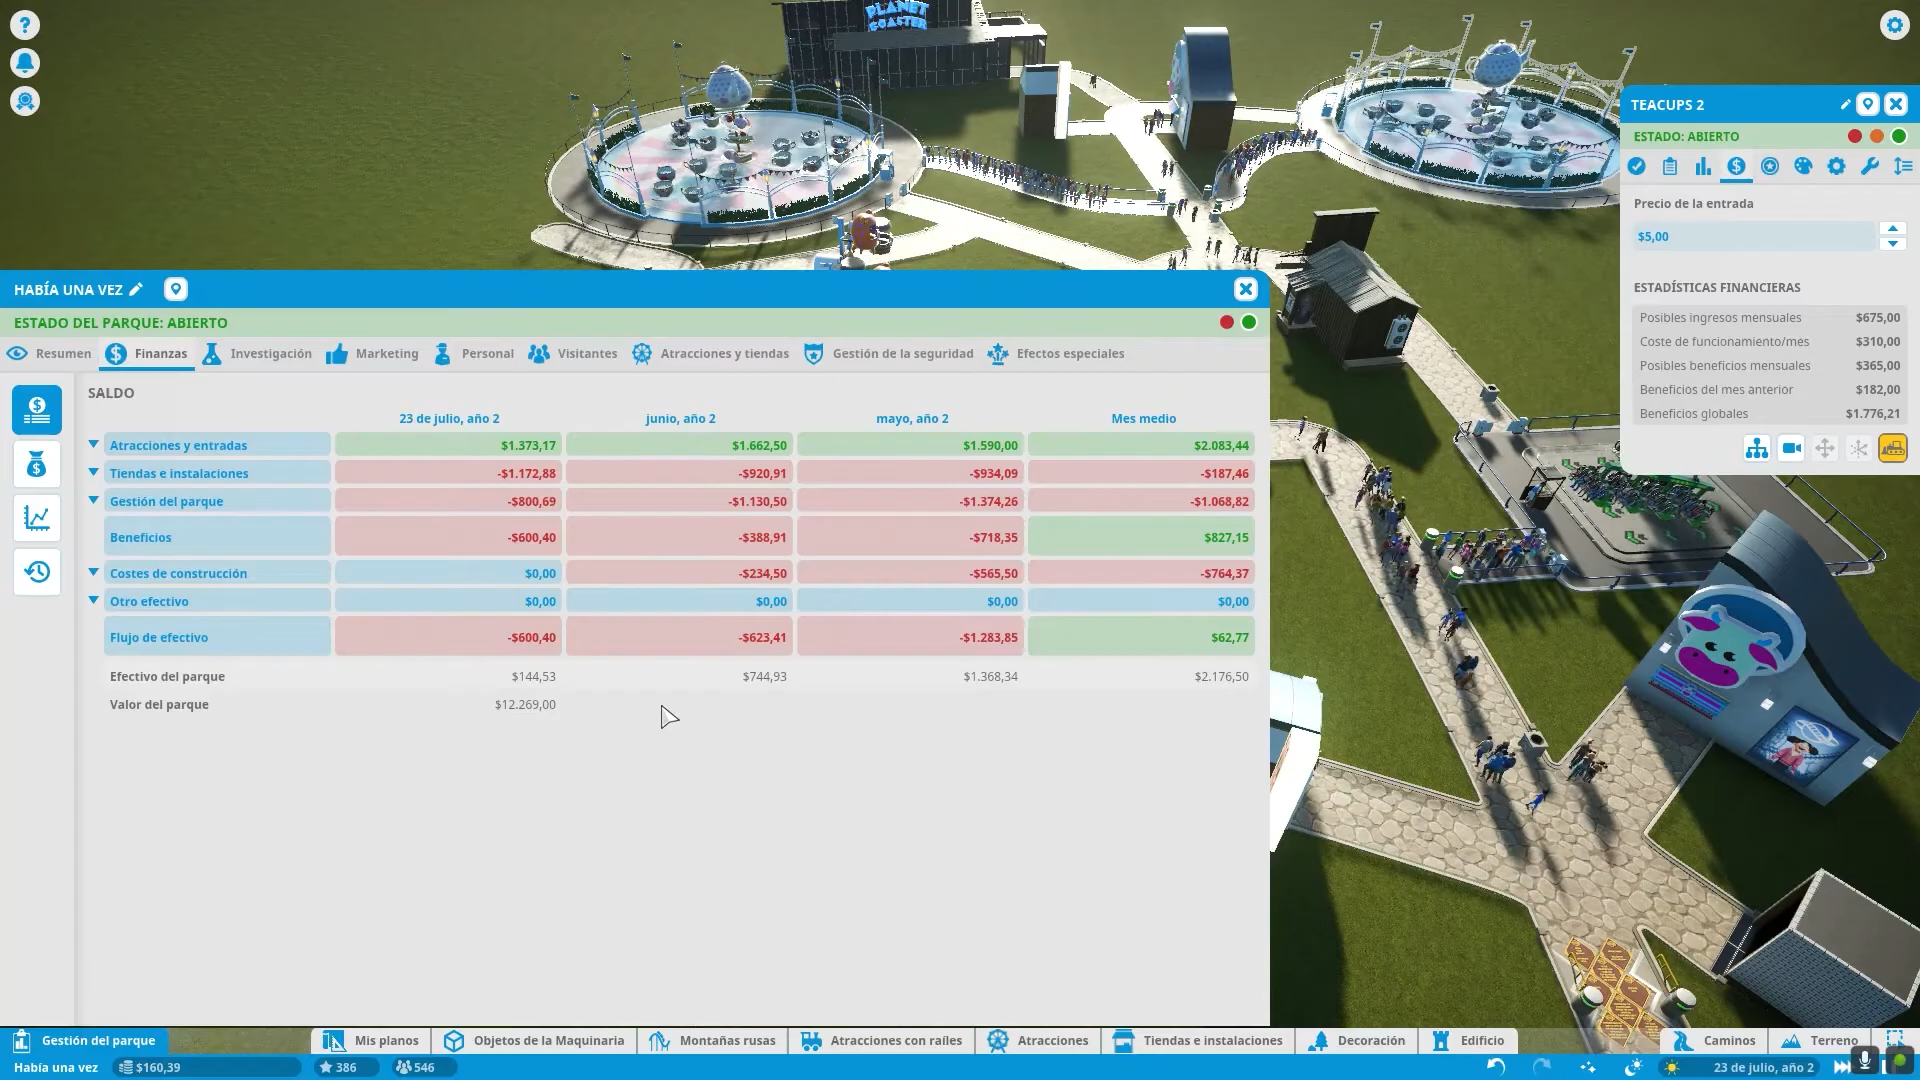 PLANET
COASTER
TEACUPS 2
ESTADO: ABIERTO
Precio de la entrada
$5,00
ESTADÍSTICAS FINANCIERAS
Posibles ingresos mensuales $675,00
Coste de funcionamiento/mes $310,00
Posibles beneficios mensuales $365,00
Beneficios del mes anterior $182,00
Beneficios globales $1.776,21
HABÍA UNA VEZ
ESTADO DEL PARQUE: ABIERTO
Resumen Finanzas Investigación Marketing Personal Visitantes Atracciones y tiendas Gestión de la seguridad Efectos especiales
SALDO
23 de julio, año 2 junio, año 2 mayo, año 2 Mes medio
Atracciones y entradas $1.373,17 $1.662,50 $1.590,00 $2.083,44
Tiendas e instalaciones -$1.172,88 -$920,91 -$934,09 -$187,46
Gestión del parque -$800,69 -$1.130,50 -$1.374,26 -$1.068,82
Beneficios -$600,40 -$388,91 -$718,35 $827,15
Costes de construcción $0,00 -$234,50 -$565,50 -$764,37
Otro efectivo $0,00 $0,00 $0,00 $0,00
Flujo de efectivo -$600,40 -$623,41 -$1.283,85 $62,77
Efectivo del parque $144,53 $744,93 $1.368,34 $2.176,50
Valor del parque $12.269,00
Gestión del parque Mis planos Objetos de la Maquinaria Montañas rusas Atracciones con raíles Atracciones Tiendas e instalaciones Decoración Edificio Caminos Terreno
Había una vez $160,39 386 546 23 de julio, año 2